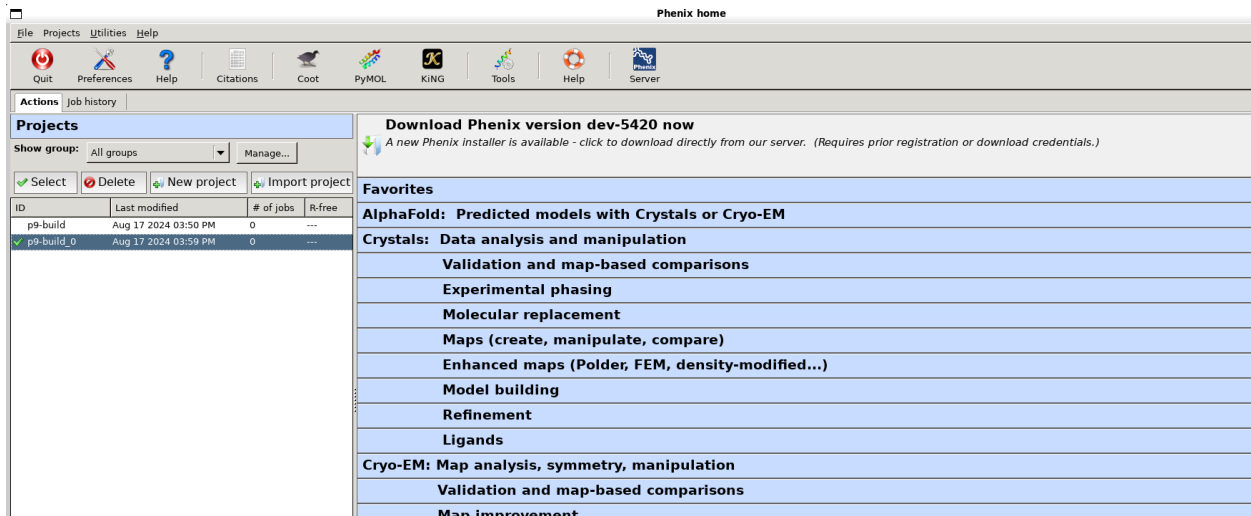 Phenix home
File Projects Utilities Help
Quit Preferences Help Citations Coot PyMOL KiNG Tools Help Server
Phenix
Actions Job history
Projects
Show group: All groups Manage...
Select Delete New project Import project
ID Last modified # of jobs R-free
p9-build Aug 17 2024 03:50 PM 0 ---
p9-build_0 Aug 17 2024 03:59 PM 0 ---
Download Phenix version dev-5420 now
A new Phenix installer is available - click to download directly from our server. (Requires prior registration or download credentials.)
Favorites
AlphaFold: Predicted models with Crystals or Cryo-EM
Crystals: Data analysis and manipulation
Validation and map-based comparisons
Experimental phasing
Molecular replacement
Maps (create, manipulate, compare)
Enhanced maps (Polder, FEM, density-modified...)
Model building
Refinement
Ligands
Cryo-EM: Map analysis, symmetry, manipulation
Validation and map-based comparisons
Map improvement